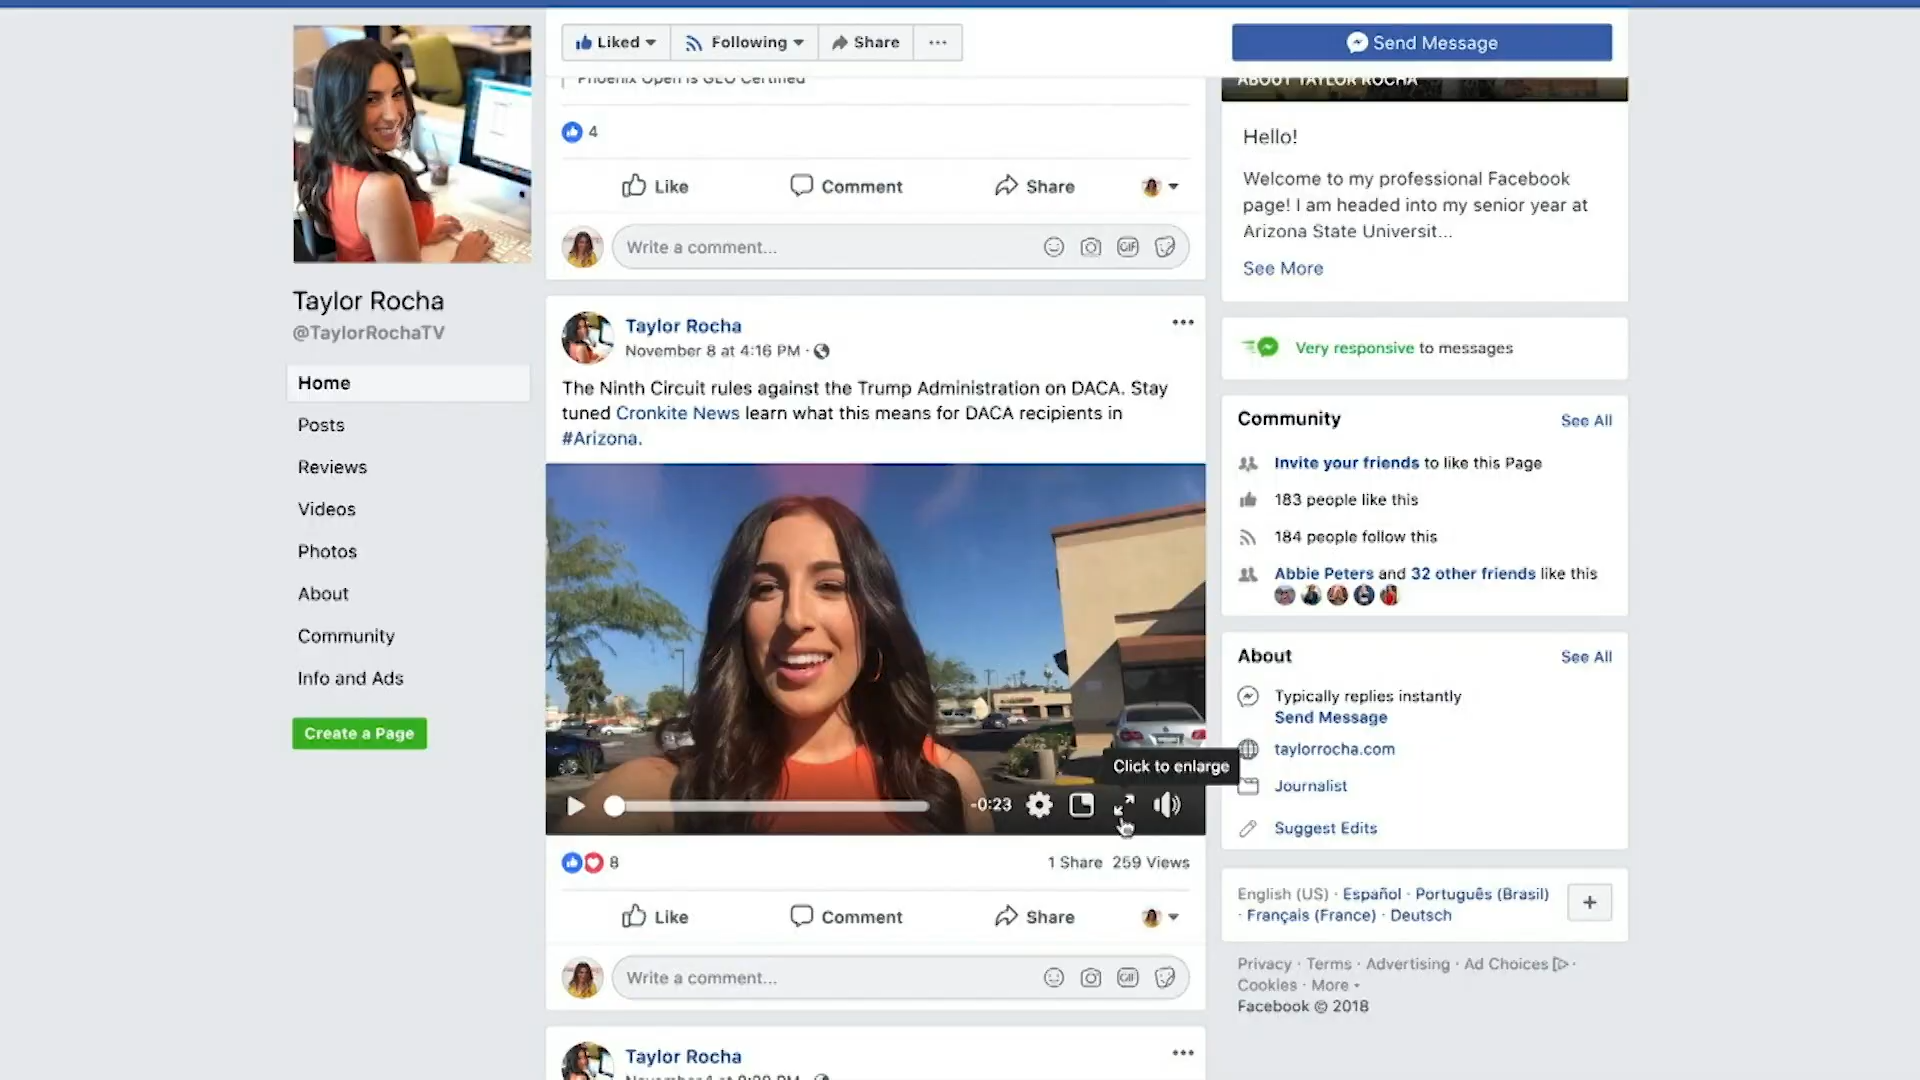 Liked
Following
Share
Send Message
Phoenix Open is GEO Certified
ABOUT TAYLOR ROCHA
4
Like
Comment
Share
Write a comment...
GIF
Hello!
Welcome to my professional Facebook
page! I am headed into my senior year at
Arizona State Universit...
See More
Taylor Rocha
@TaylorRochaTV
Home
Posts
Reviews
Videos
Photos
About
Community
Info and Ads
Create a Page
Taylor Rocha
November 8 at 4:16 PM ·
The Ninth Circuit rules against the Trump Administration on DACA. Stay
tuned Cronkite News learn what this means for DACA recipients in
#Arizona.
-0:23
Click to enlarge
8
1 Share 259 Views
Like
Comment
Share
Write a comment...
GIF
Taylor Rocha
Very responsive to messages
Community
See All
Invite your friends to like this Page
183 people like this
184 people follow this
Abbie Peters and 32 other friends like this
About
See All
Typically replies instantly
Send Message
taylorrocha.com
Journalist
Suggest Edits
English (US) · Español · Português (Brasil)
· Français (France) · Deutsch
+
Privacy · Terms · Advertising · Ad Choices ·
Cookies · More
Facebook © 2018